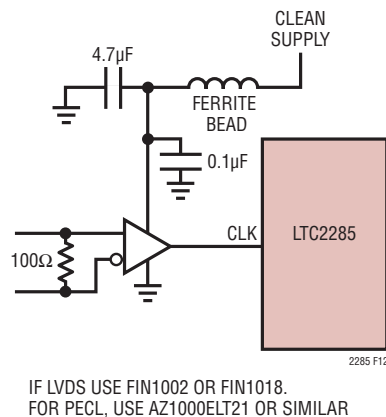 CLEAN
SUPPLY
4.7µF
FERRITE
BEAD
0.1µF
100Ω
CLK
LTC2285
2285 F12
IF LVDS USE FIN1002 OR FIN1018.
FOR PECL, USE AZ1000ELT21 OR SIMILAR